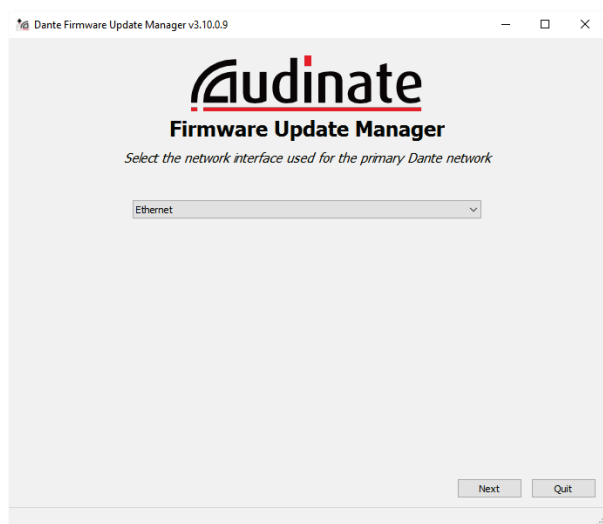 Dante Firmware Update Manager v3.10.0.9
Audinate
Firmware Update Manager
Select the network interface used for the primary Dante network
Ethernet
Next Quit